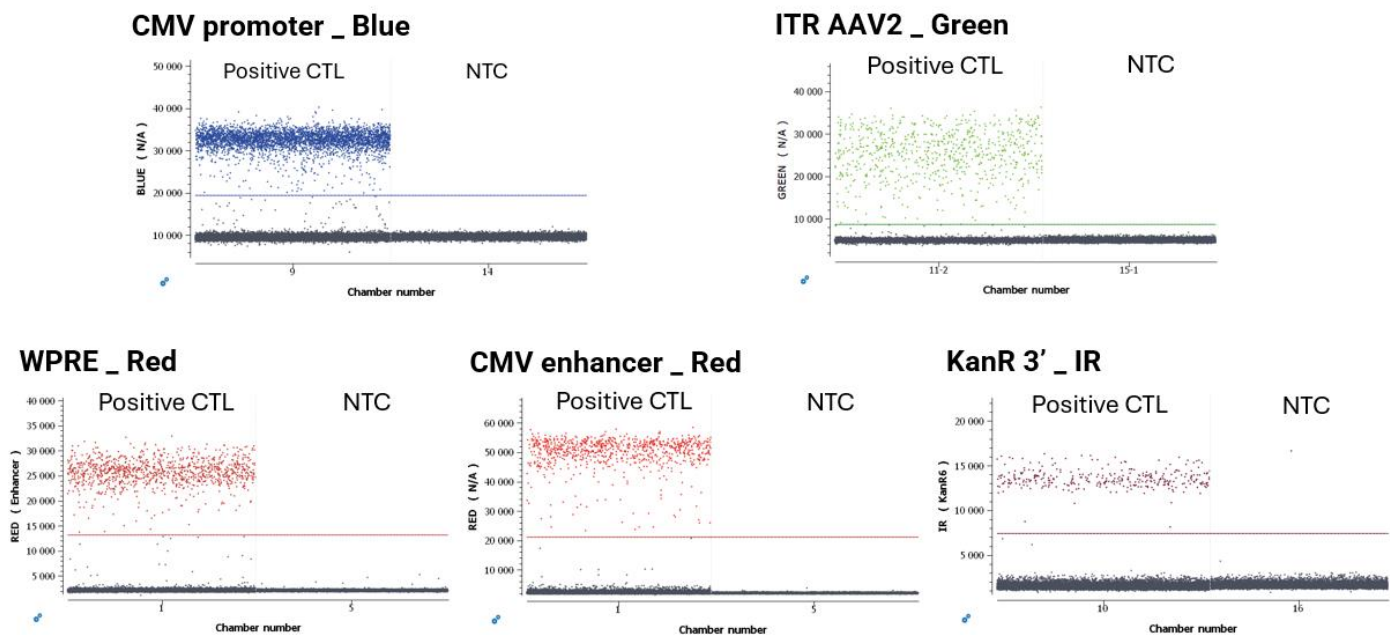 CMV promoter _ Blue
Positive CTL NTC
50 000
40 000
30 000
20 000
10 000
BLUE ( N/A )
9 14
Chamber number
ITR AAV2 _ Green
Positive CTL NTC
40 000
30 000
20 000
10 000
GREEN ( N/A )
11-2 15-1
Chamber number
WPRE _ Red
Positive CTL NTC
40 000
35 000
30 000
25 000
20 000
15 000
10 000
5 000
RED ( Enhancer )
1 5
Chamber number
CMV enhancer _ Red
Positive CTL NTC
60 000
50 000
40 000
30 000
20 000
10 000
RED ( N/A )
1 5
Chamber number
KanR 3’ _ IR
Positive CTL NTC
20 000
15 000
10 000
5 000
IR ( KanR6 )
10 16
Chamber number